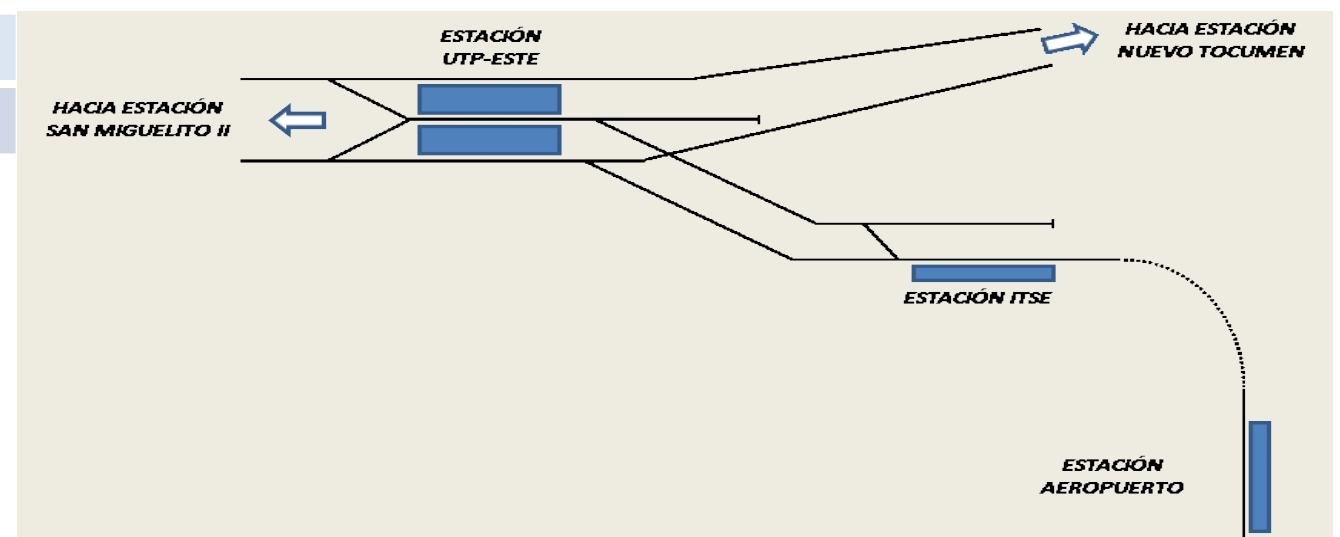 ESTACIÓN
UTP-ESTE
HACIA ESTACIÓN
NUEVO TOCUMEN
HACIA ESTACIÓN
SAN MIGUELITO II
ESTACIÓN ITSE
ESTACIÓN
AEROPUERTO